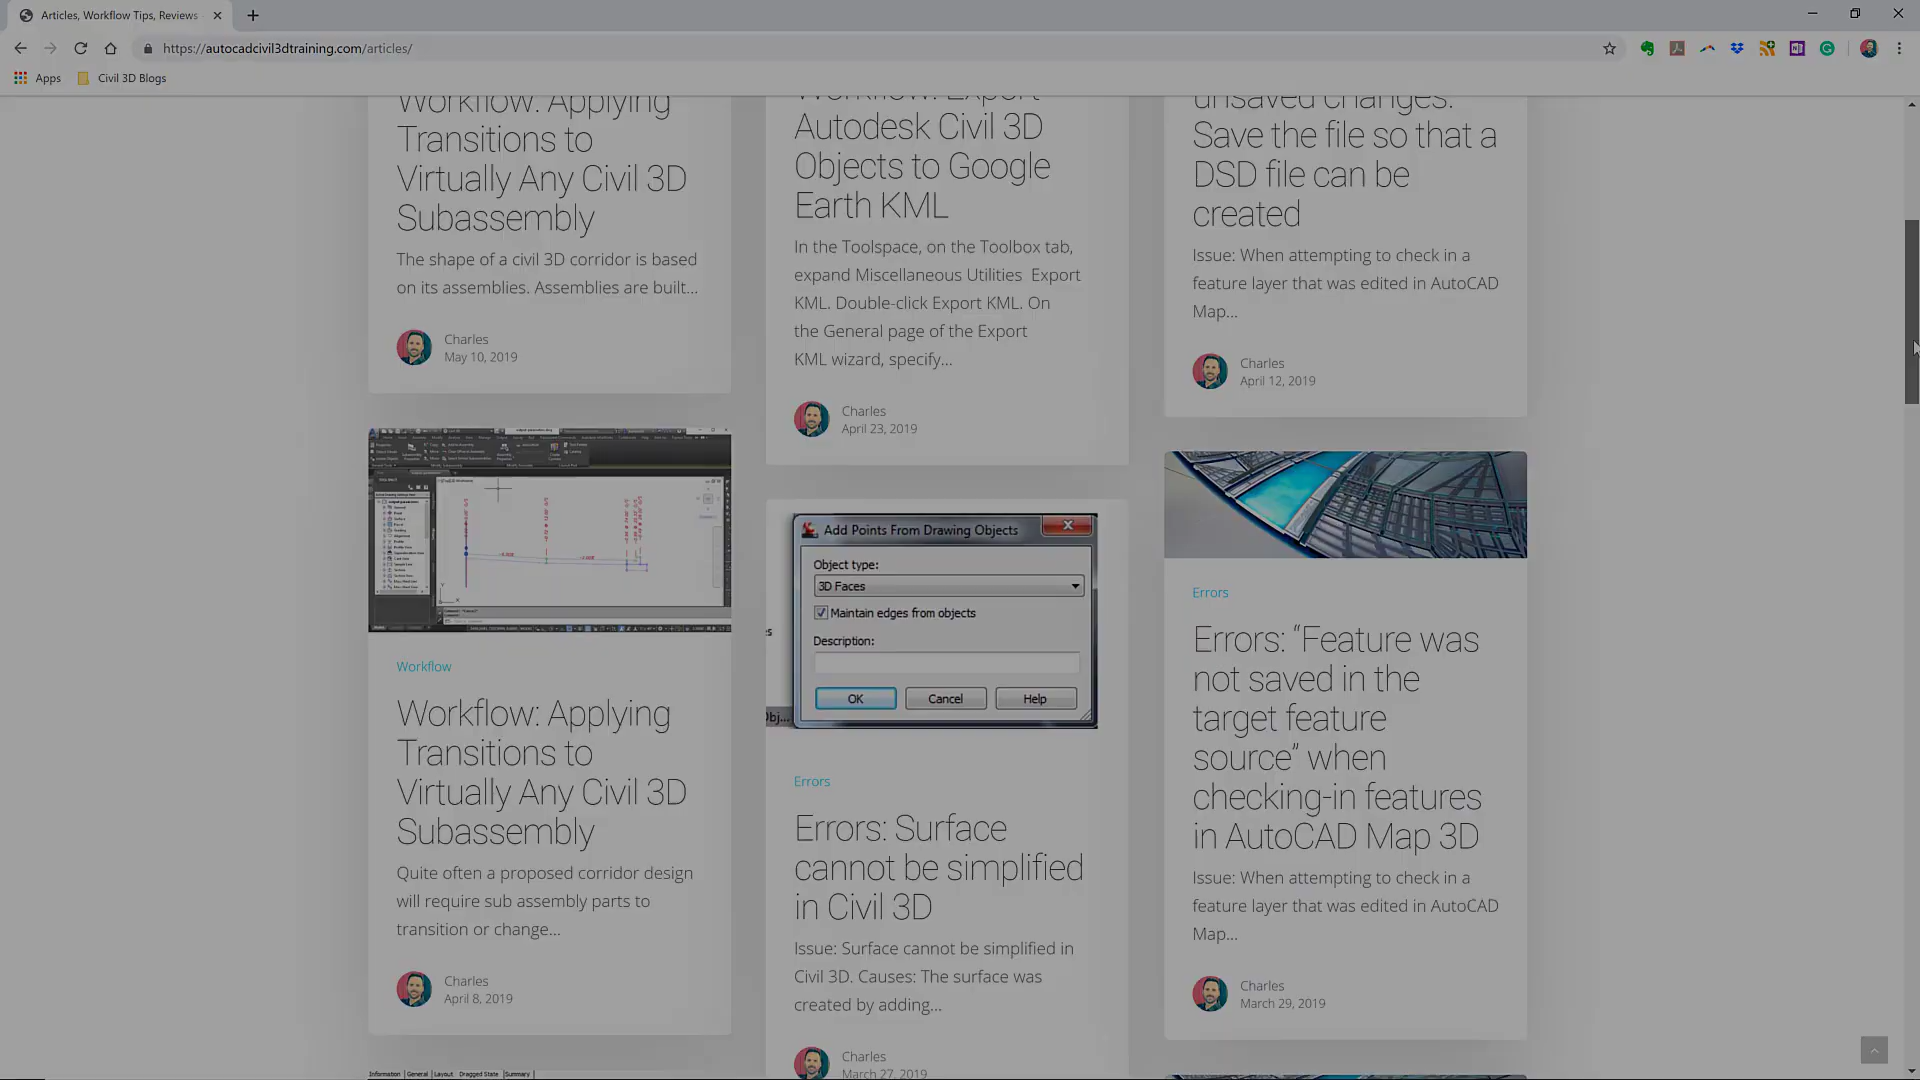 Articles, Workflow Tips, Reviews
https://autocadcivil3dtraining.com/articles/
Apps
Civil 3D Blogs
Workflow: Applying
Transitions to
Virtually Any Civil 3D
Subassembly
The shape of a civil 3D corridor is based
on its assemblies. Assemblies are built...
Charles
May 10, 2019
Workflow
Workflow: Applying
Transitions to
Virtually Any Civil 3D
Subassembly
Quite often a proposed corridor design
will require sub assembly parts to
transition or change...
Charles
April 8, 2019
Information General Layout Dragged State Summary
Workflow: Export
Autodesk Civil 3D
Objects to Google
Earth KML
In the Toolspace, on the Toolbox tab,
expand Miscellaneous Utilities Export
KML. Double-click Export KML. On
the General page of the Export
KML wizard, specify...
Charles
April 23, 2019
Add Points From Drawing Objects
Object type:
3D Faces
Maintain edges from objects
Description:
OK
Cancel
Help
Errors
Errors: Surface
cannot be simplified
in Civil 3D
Issue: Surface cannot be simplified in
Civil 3D. Causes: The surface was
created by adding...
Charles
March 27, 2019
unsaved changes.
Save the file so that a
DSD file can be
created
Issue: When attempting to check in a
feature layer that was edited in AutoCAD
Map...
Charles
April 12, 2019
Errors
Errors: “Feature was
not saved in the
target feature
source” when
checking-in features
in AutoCAD Map 3D
Issue: When attempting to check in a
feature layer that was edited in AutoCAD
Map...
Charles
March 29, 2019